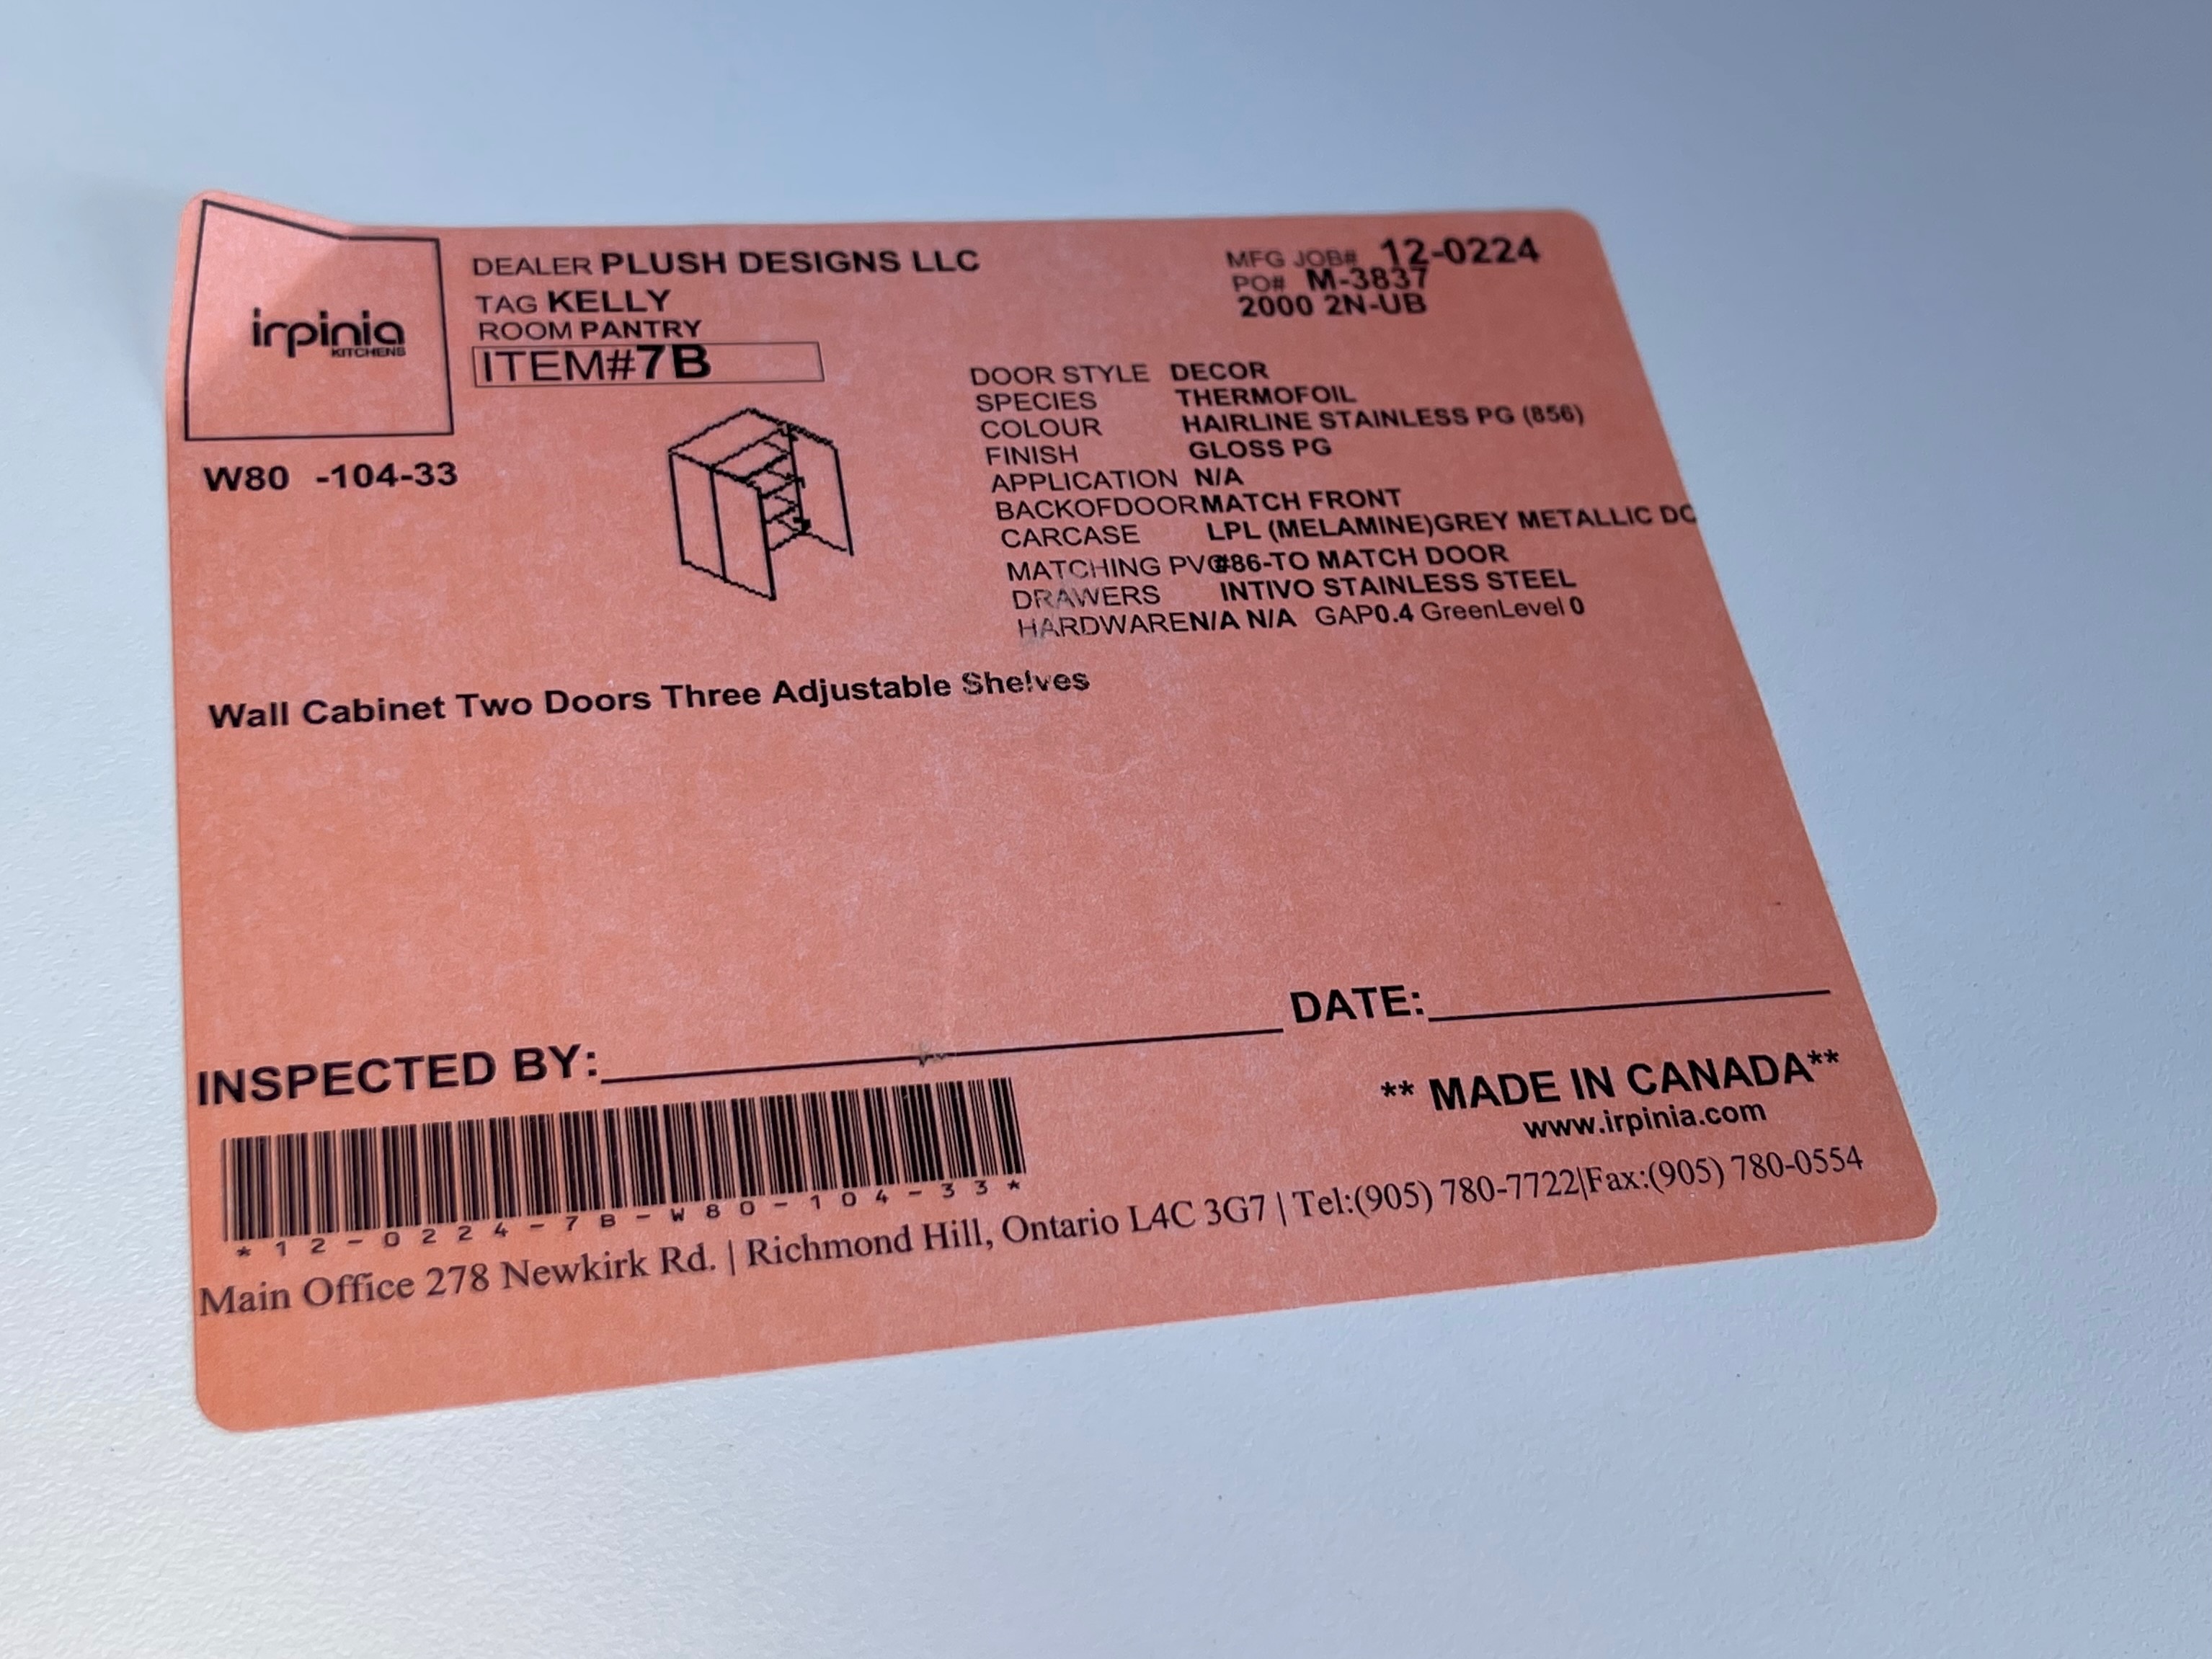 irpinia
KITCHENS
DEALER PLUSH DESIGNS LLC
TAG KELLY
ROOM PANTRY
ITEM#7B
MFG JOB# 12-0224
PO# M-3837
2000 2N-UB
W80 -104-33
DOOR STYLE DECOR
SPECIES THERMOFOIL
COLOUR HAIRLINE STAINLESS PG (856)
FINISH GLOSS PG
APPLICATION N/A
BACKOFDOOR MATCH FRONT
CARCASE LPL (MELAMINE)GREY METALLIC DC
MATCHING PVC #86-TO MATCH DOOR
DRAWERS INTIVO STAINLESS STEEL
HARDWARE N/A N/A GAP0.4 GreenLevel 0
Wall Cabinet Two Doors Three Adjustable Shelves
INSPECTED BY: DATE:
** MADE IN CANADA**
www.irpinia.com
*12-0224-7B-W80-104-33*
Main Office 278 Newkirk Rd. | Richmond Hill, Ontario L4C 3G7 | Tel:(905) 780-7722|Fax:(905) 780-0554